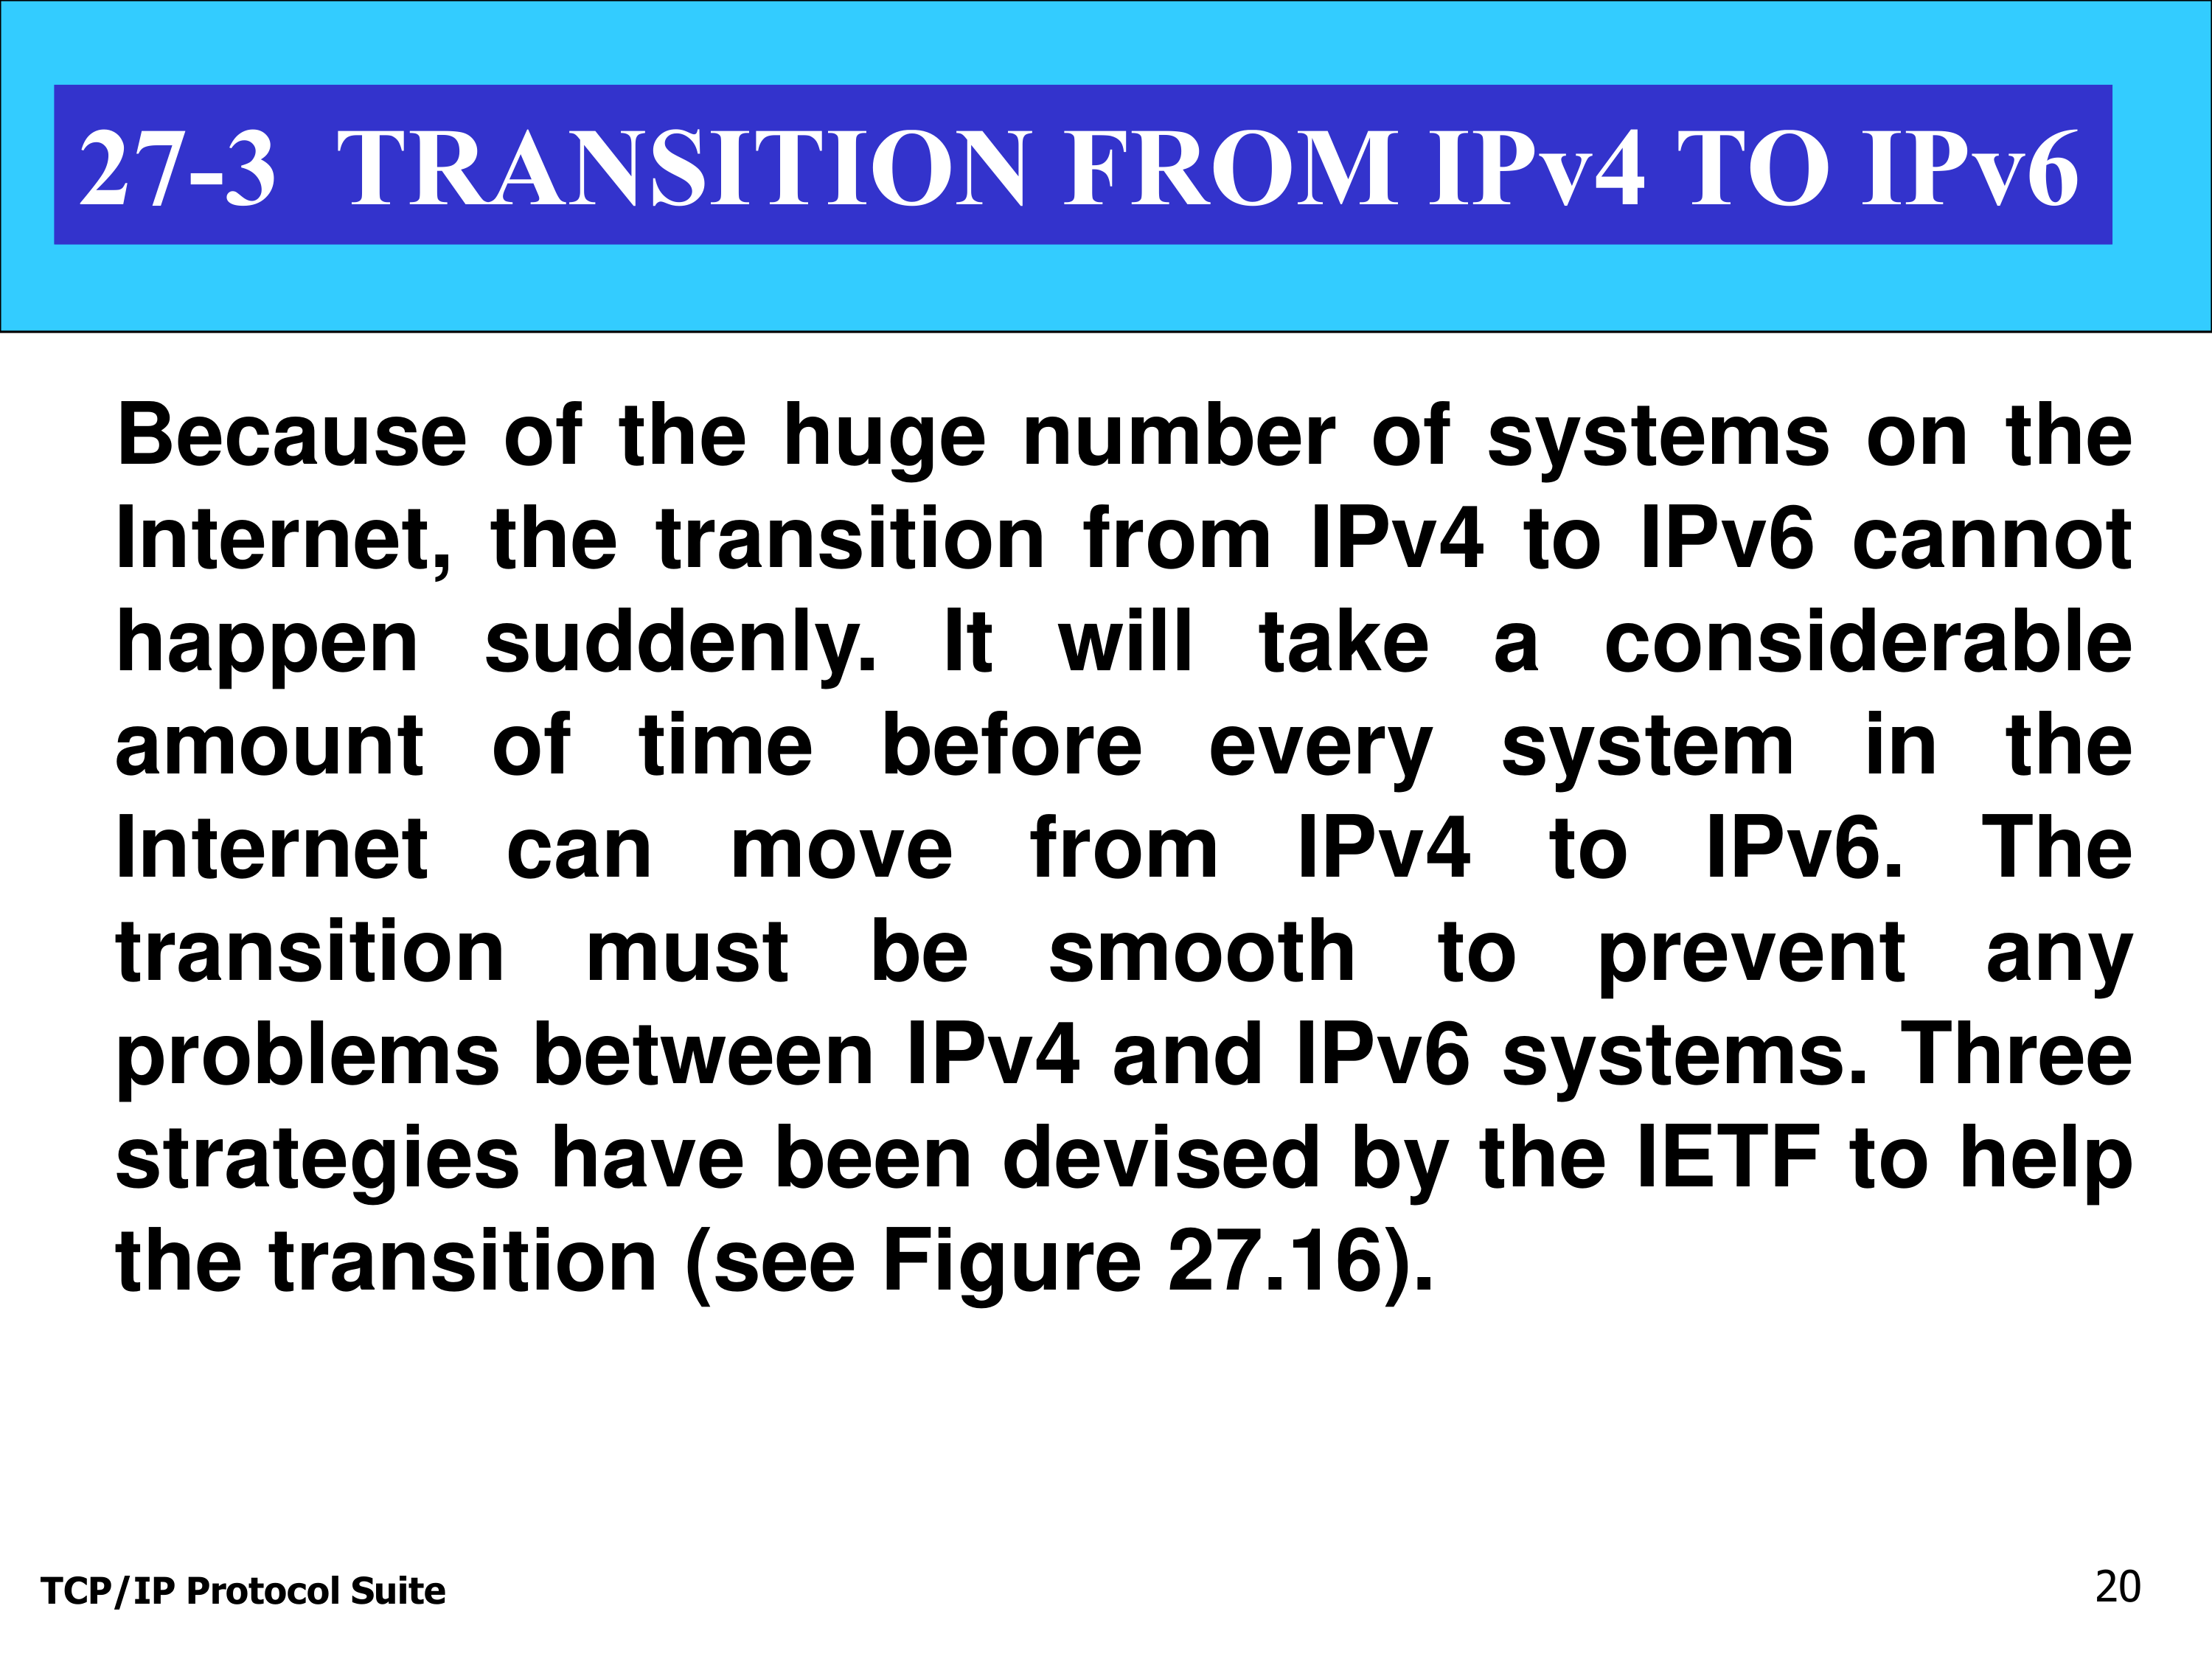 27-3 TRANSITION FROM IPv4 TO IPv6
Because of the huge number of systems on the
Internet, the transition from IPv4 to IPv6 cannot
happen suddenly. It will take a considerable
amount of time before every system in the
Internet can move from IPv4 to IPv6. The
transition must be smooth to prevent any
problems between IPv4 and IPv6 systems. Three
strategies have been devised by the IETF to help
the transition (see Figure 27.16).
TCP/IP Protocol Suite
20